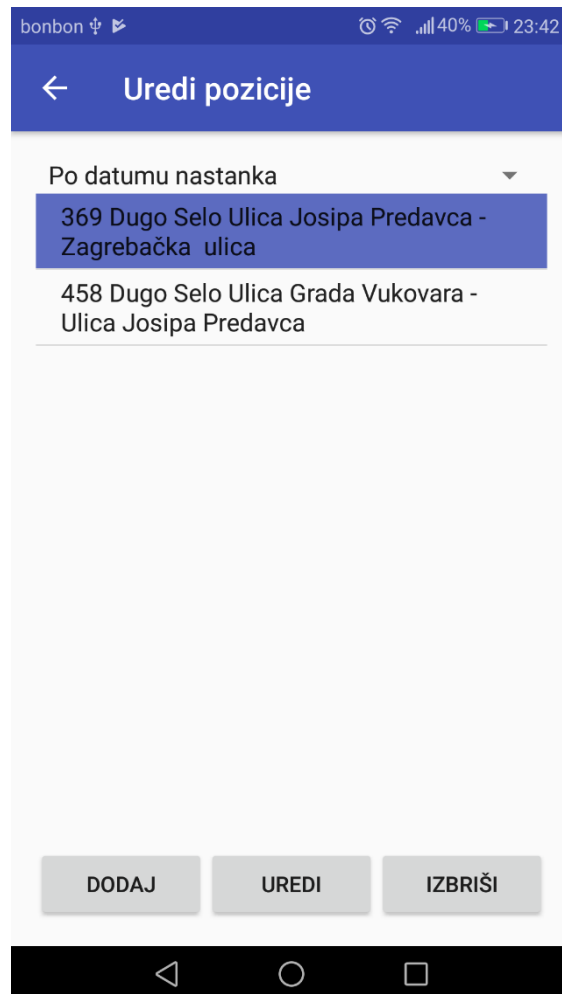 bonbon 40% 23:42
Uredi pozicije
Po datumu nastanka
369 Dugo Selo Ulica Josipa Predavca -
Zagrebačka  ulica
458 Dugo Selo Ulica Grada Vukovara -
Ulica Josipa Predavca
DODAJ UREDI IZBRIŠI